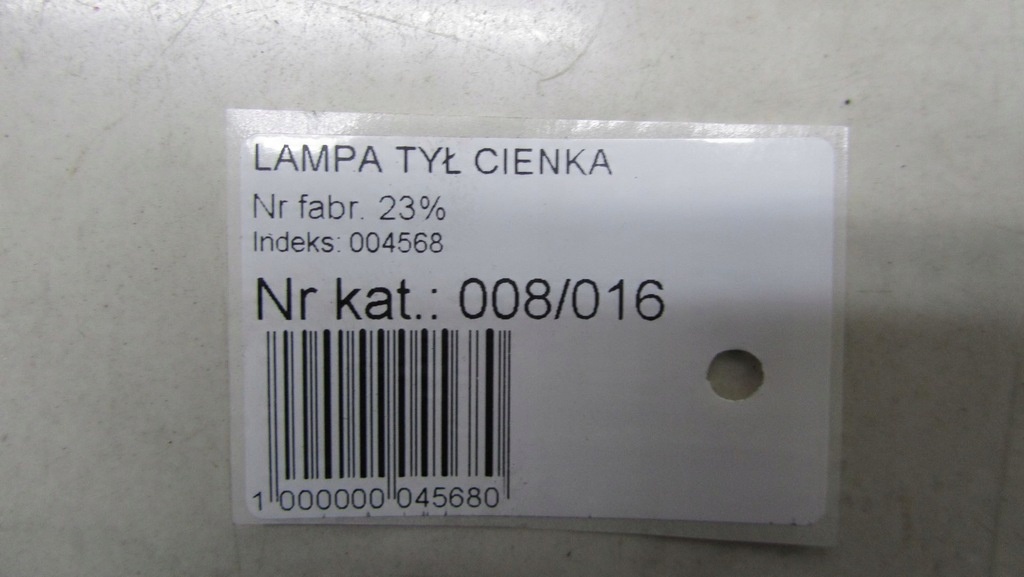 LAMPA TYŁ CIENKA
Nr fabr. 23%
Indeks: 004568
Nr kat.: 008/016
1 000000 045680